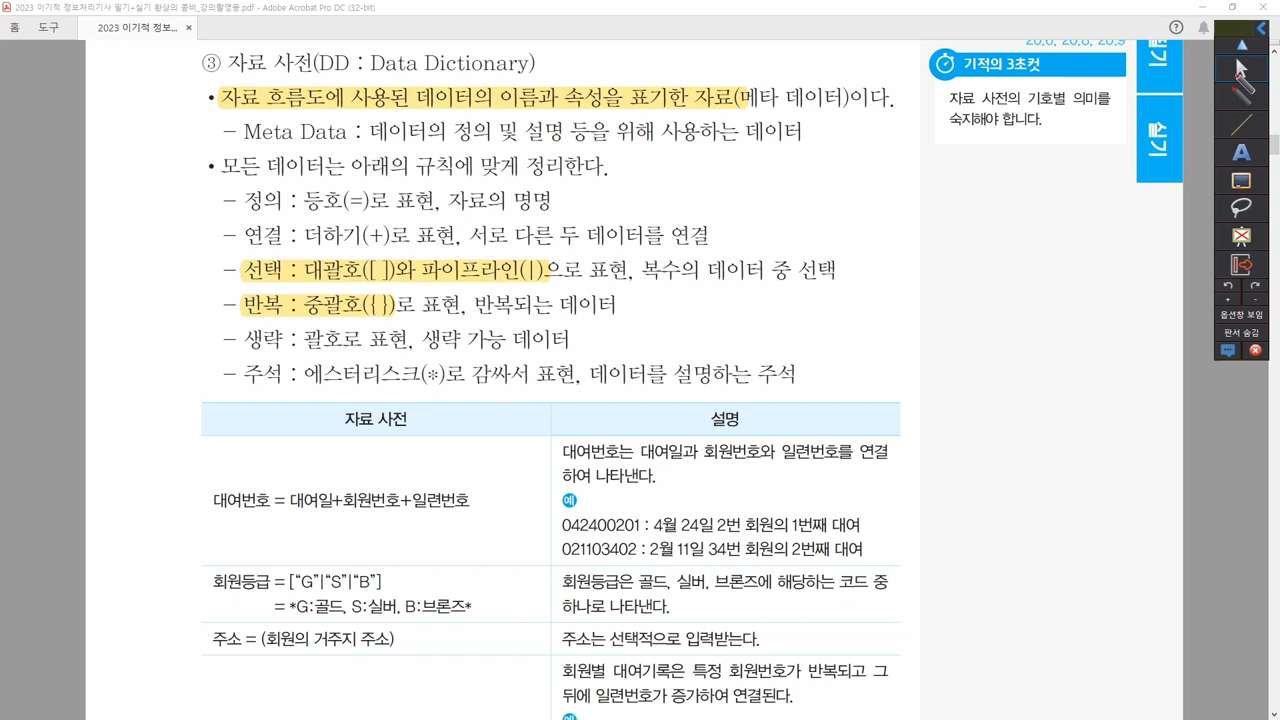 2023 이기적 정보처리기사 필기+실기 환상의 콤비_강의촬영용.pdf - Adobe Acrobat Pro DC (32-bit)
홈 도구 2023 이기적 정보... ×
20.6, 20.8, 20.9
③ 자료 사전(DD : Data Dictionary)
• 자료 흐름도에 사용된 데이터의 이름과 속성을 표기한 자료(메타 데이터)이다.
– Meta Data : 데이터의 정의 및 설명 등을 위해 사용하는 데이터
• 모든 데이터는 아래의 규칙에 맞게 정리한다.
– 정의 : 등호(=)로 표현, 자료의 명명
– 연결 : 더하기(+)로 표현, 서로 다른 두 데이터를 연결
– 선택 : 대괄호([ ])와 파이프라인(|)으로 표현, 복수의 데이터 중 선택
– 반복 : 중괄호({ })로 표현, 반복되는 데이터
– 생략 : 괄호로 표현, 생략 가능 데이터
– 주석 : 에스터리스크(*)로 감싸서 표현, 데이터를 설명하는 주석
자료 사전
설명
대여번호 = 대여일+회원번호+일련번호
대여번호는 대여일과 회원번호와 일련번호를 연결
하여 나타낸다.
예
042400201 : 4월 24일 2번 회원의 1번째 대여
021103402 : 2월 11일 34번 회원의 2번째 대여
회원등급 = [“G”|“S”|“B”]
= *G:골드, S:실버, B:브론즈*
회원등급은 골드, 실버, 브론즈에 해당하는 코드 중
하나로 나타낸다.
주소 = (회원의 거주지 주소)
주소는 선택적으로 입력받는다.
회원별 대여기록은 특정 회원번호가 반복되고 그
뒤에 일련번호가 증가하여 연결된다.
예
기적의 3초컷
자료 사전의 기호별 의미를
숙지해야 합니다.
필기
실기
A
+ -
옵션창 보임
판서 숨김